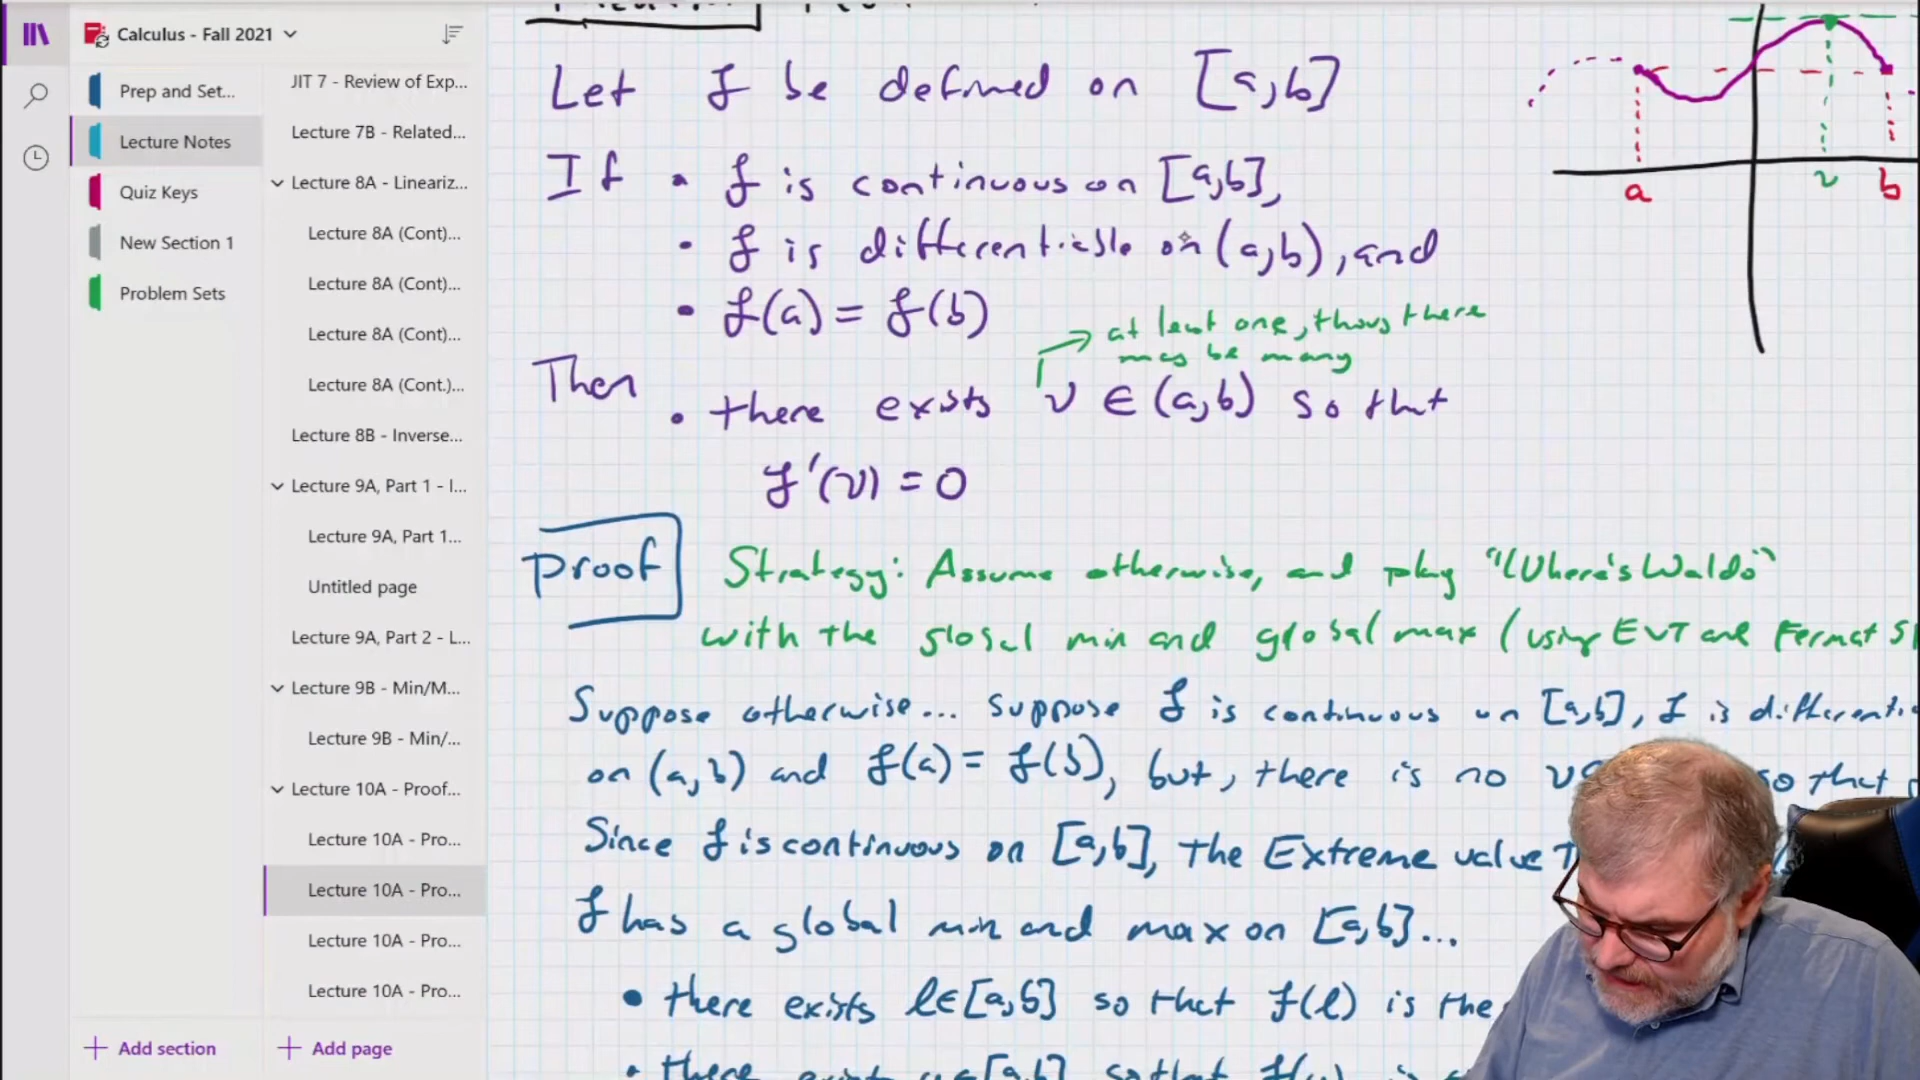 Calculus - Fall 2021
Prep and Set...
Lecture Notes
Quiz Keys
New Section 1
Problem Sets
Add section
JIT 7 - Review of Exp...
Lecture 7B - Related...
Lecture 8A - Lineariz...
Lecture 8A (Cont)...
Lecture 8A (Cont)...
Lecture 8A (Cont)...
Lecture 8A (Cont.)...
Lecture 8B - Inverse...
Lecture 9A, Part 1 - I...
Lecture 9A, Part 1...
Untitled page
Lecture 9A, Part 2 - L...
Lecture 9B - Min/M...
Lecture 9B - Min/...
Lecture 10A - Proof...
Lecture 10A - Pro...
Lecture 10A - Pro...
Lecture 10A - Pro...
Lecture 10A - Pro...
Add page
Let f be defined on [a,b]
If • f is continuous on [a,b],
• f is differentiable on (a,b), and
• f(a) = f(b)
at least one, thoug there
may be many
Then • there exists ν ∈ (a,b) so that
f'(ν) = 0
a ν b
Proof
Strategy: Assume otherwise, and play "Where's Waldo"
with the global min and global max (using EVT and Fermat's
Suppose otherwise... suppose f is continuous on [a,b], f is differenti
on (a,b) and f(a) = f(b), but, there is no ν so that
Since f is continuous on [a,b], the Extreme value
f has a global min and max on [a,b]...
• there exists l∈[a,b] so that f(l) is the